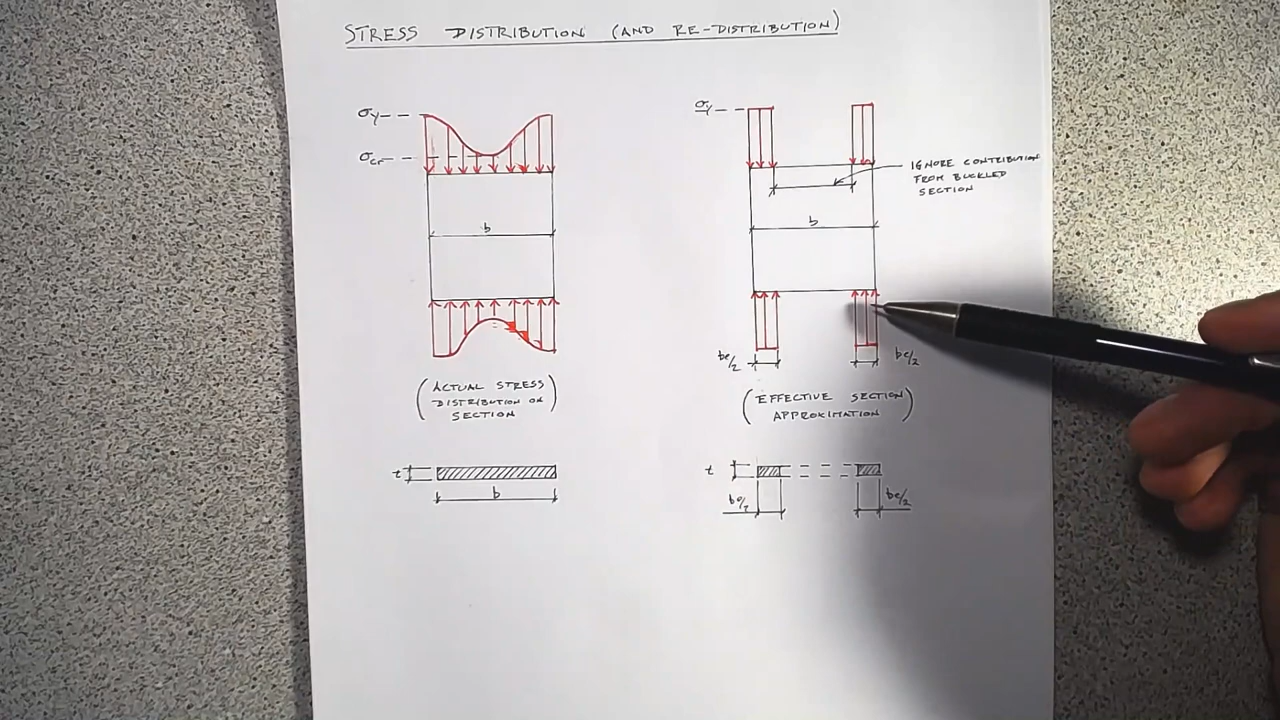 STRESS DISTRIBUTION (AND RE-DISTRIBUTION)
σy
σcr
b
(ACTUAL STRESS
DISTRIBUTION ON
SECTION)
t
b
σy
IGNORE CONTRIBUTION
FROM BUCKLED
SECTION
b
be/2
be/2
(EFFECTIVE SECTION
APPROXIMATION)
t
be/2
be/2